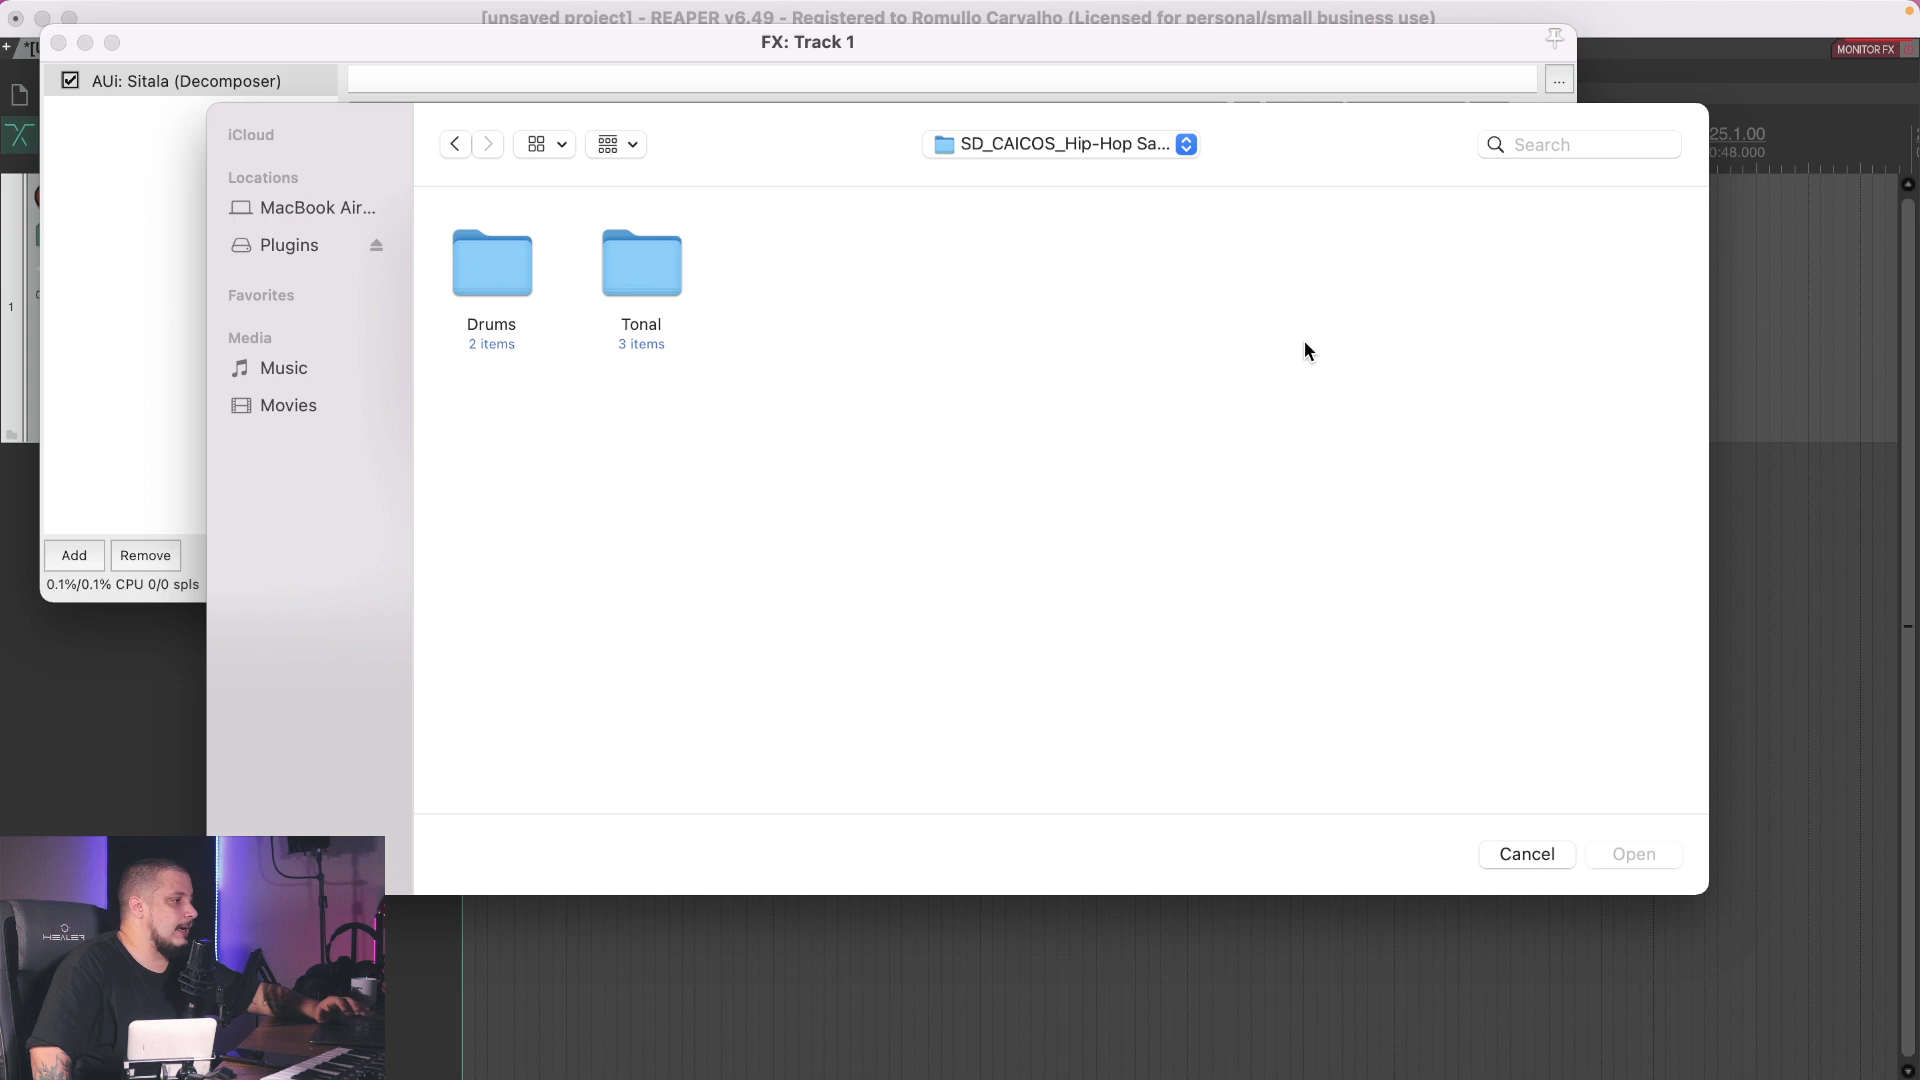 [unsaved project] - REAPER v6.49 - Registered to Romullo Carvalho (Licensed for personal/small business use)
FX: Track 1
MONITOR FX
AUi: Sitala (Decomposer)
...
iCloud
SD_CAICOS_Hip-Hop Sa...
Search
25.1.00
0:48.000
Locations
MacBook Air...
Plugins
Favorites
Media
Music
Movies
Drums
2 items
Tonal
3 items
1
Add
Remove
0.1%/0.1% CPU 0/0 spls
Cancel
Open
HEALER